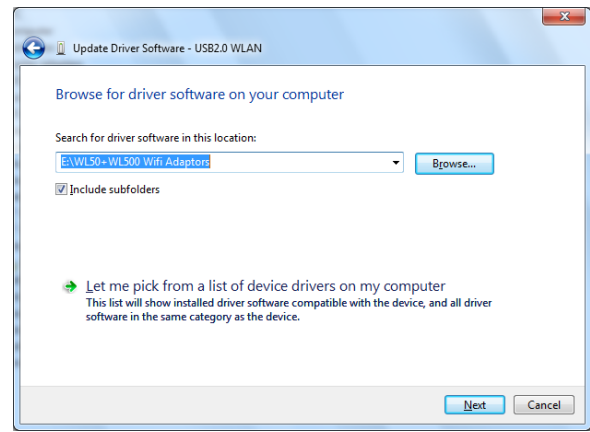 Update Driver Software - USB2.0 WLAN
Browse for driver software on your computer
Search for driver software in this location:
E:\WL50+WL500 Wifi Adaptors
Browse...
Include subfolders
Let me pick from a list of device drivers on my computer
This list will show installed driver software compatible with the device, and all driver
software in the same category as the device.
Next
Cancel